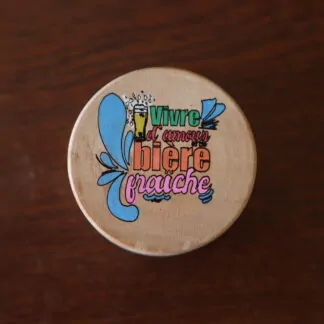 Vivre
d'amour
bière
fraîche